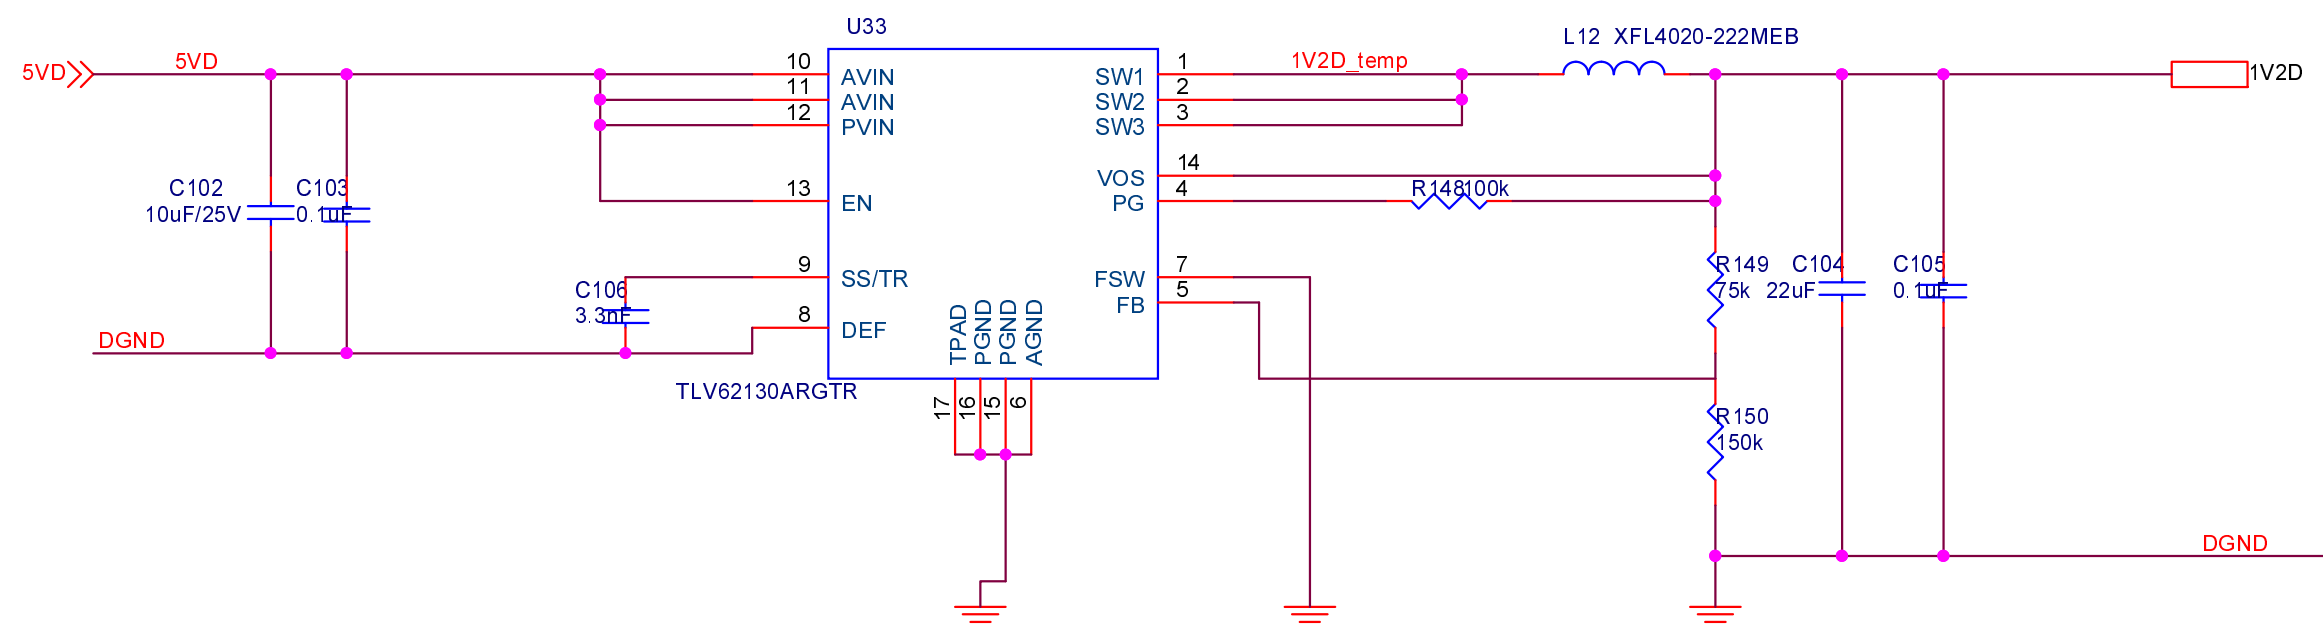 U33
L12 XFL4020-222MEB
5VD
5VD
1V2D_temp
1V2D
10
AVIN
11
AVIN
12
PVIN
13
EN
9
SS/TR
8
DEF
SW1
1
SW2
2
SW3
3
VOS
14
PG
4
FSW
7
FB
5
R148 100k
C102
10uF/25V
C103
0.1uF
C106
3.3nF
DGND
TPAD
PGND
PGND
AGND
17
16
15
6
TLV62130ARGTR
R149
75k
C104
22uF
C105
0.1uF
R150
150k
DGND